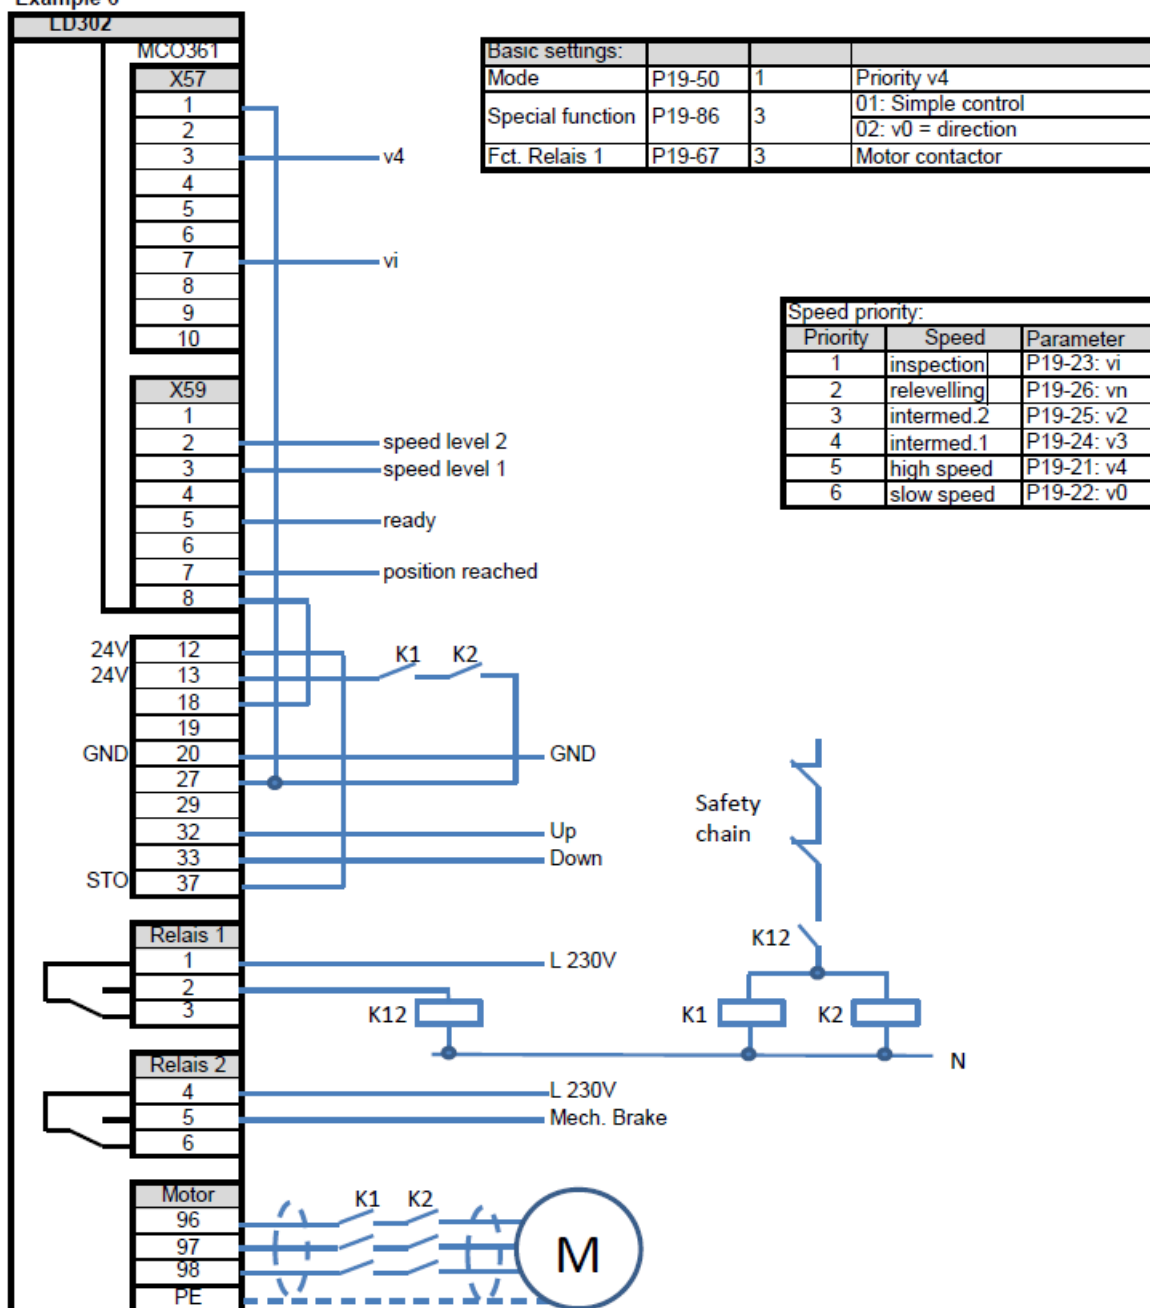 LD302
MCO361
X57
1
2
3 v4
4
5
6
7 vi
8
9
10
Basic settings:
Mode P19-50 1 Priority v4
Special function P19-86 3 01: Simple control
02: v0 = direction
Fct. Relais 1 P19-67 3 Motor contactor
Speed priority:
Priority Speed Parameter
1 inspection P19-23: vi
2 relevelling P19-26: vn
3 intermed.2 P19-25: v2
4 intermed.1 P19-24: v3
5 high speed P19-21: v4
6 slow speed P19-22: v0
X59
1
2 speed level 2
3 speed level 1
4
5 ready
6
7 position reached
8
24V 12
24V 13 K1 K2
18
19
GND 20 GND
27
29
32 Up
33 Down
STO 37
Safety
chain
K12
K1 K2
N
Relais 1
1 L 230V
2
3 K12
Relais 2
4 L 230V
5 Mech. Brake
6
Motor K1 K2
96
97
98
PE
M